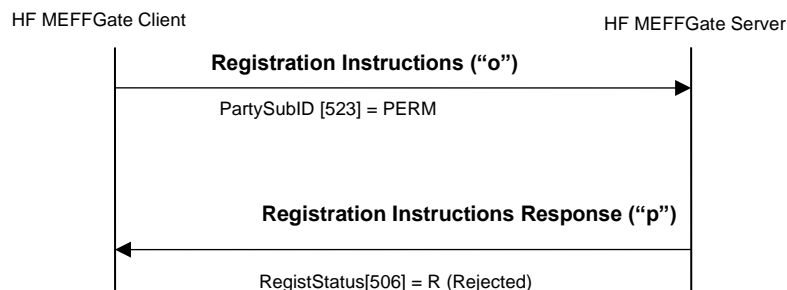 HF MEFFGate Client
HF MEFFGate Server
Registration Instructions (“o”)
PartySubID [523] = PERM
Registration Instructions Response (“p”)
RegistStatus[506] = R (Rejected)